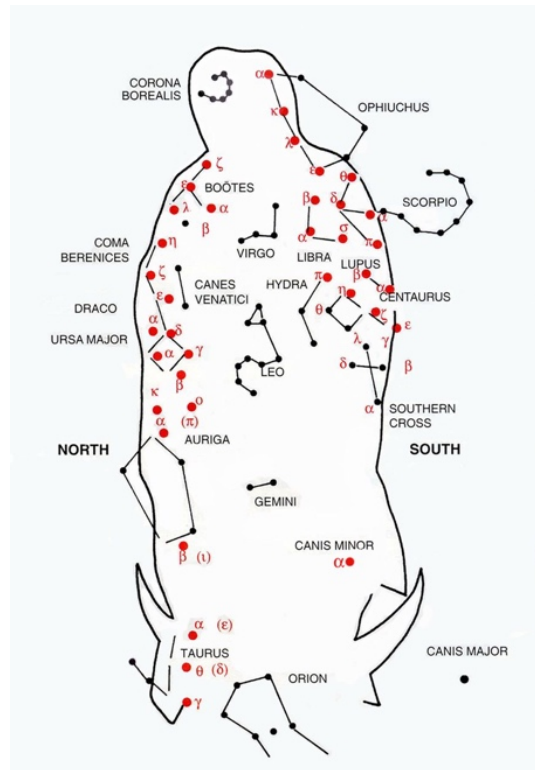 CORONA
BOREALIS
α
κ
OPHIUCHUS
λ
ζ
ε
θ
ε
BOÖTES
λ
α
β
β
δ
α
SCORPIO
η
COMA
BERENICES
VIRGO
α
σ
π
LIBRA
LUPUS
ζ
CANES
VENATICI
HYDRA
π
β
α
ε
η
CENTAURUS
DRACO
α
δ
θ
ζ
ε
URSA MAJOR
α
γ
λ
γ
β
LEO
δ
β
κ
ο
α
(π)
α
SOUTHERN
CROSS
AURIGA
NORTH
SOUTH
GEMINI
CANIS MINOR
β (ι)
α
α (ε)
TAURUS
θ (δ)
ORION
CANIS MAJOR
γ